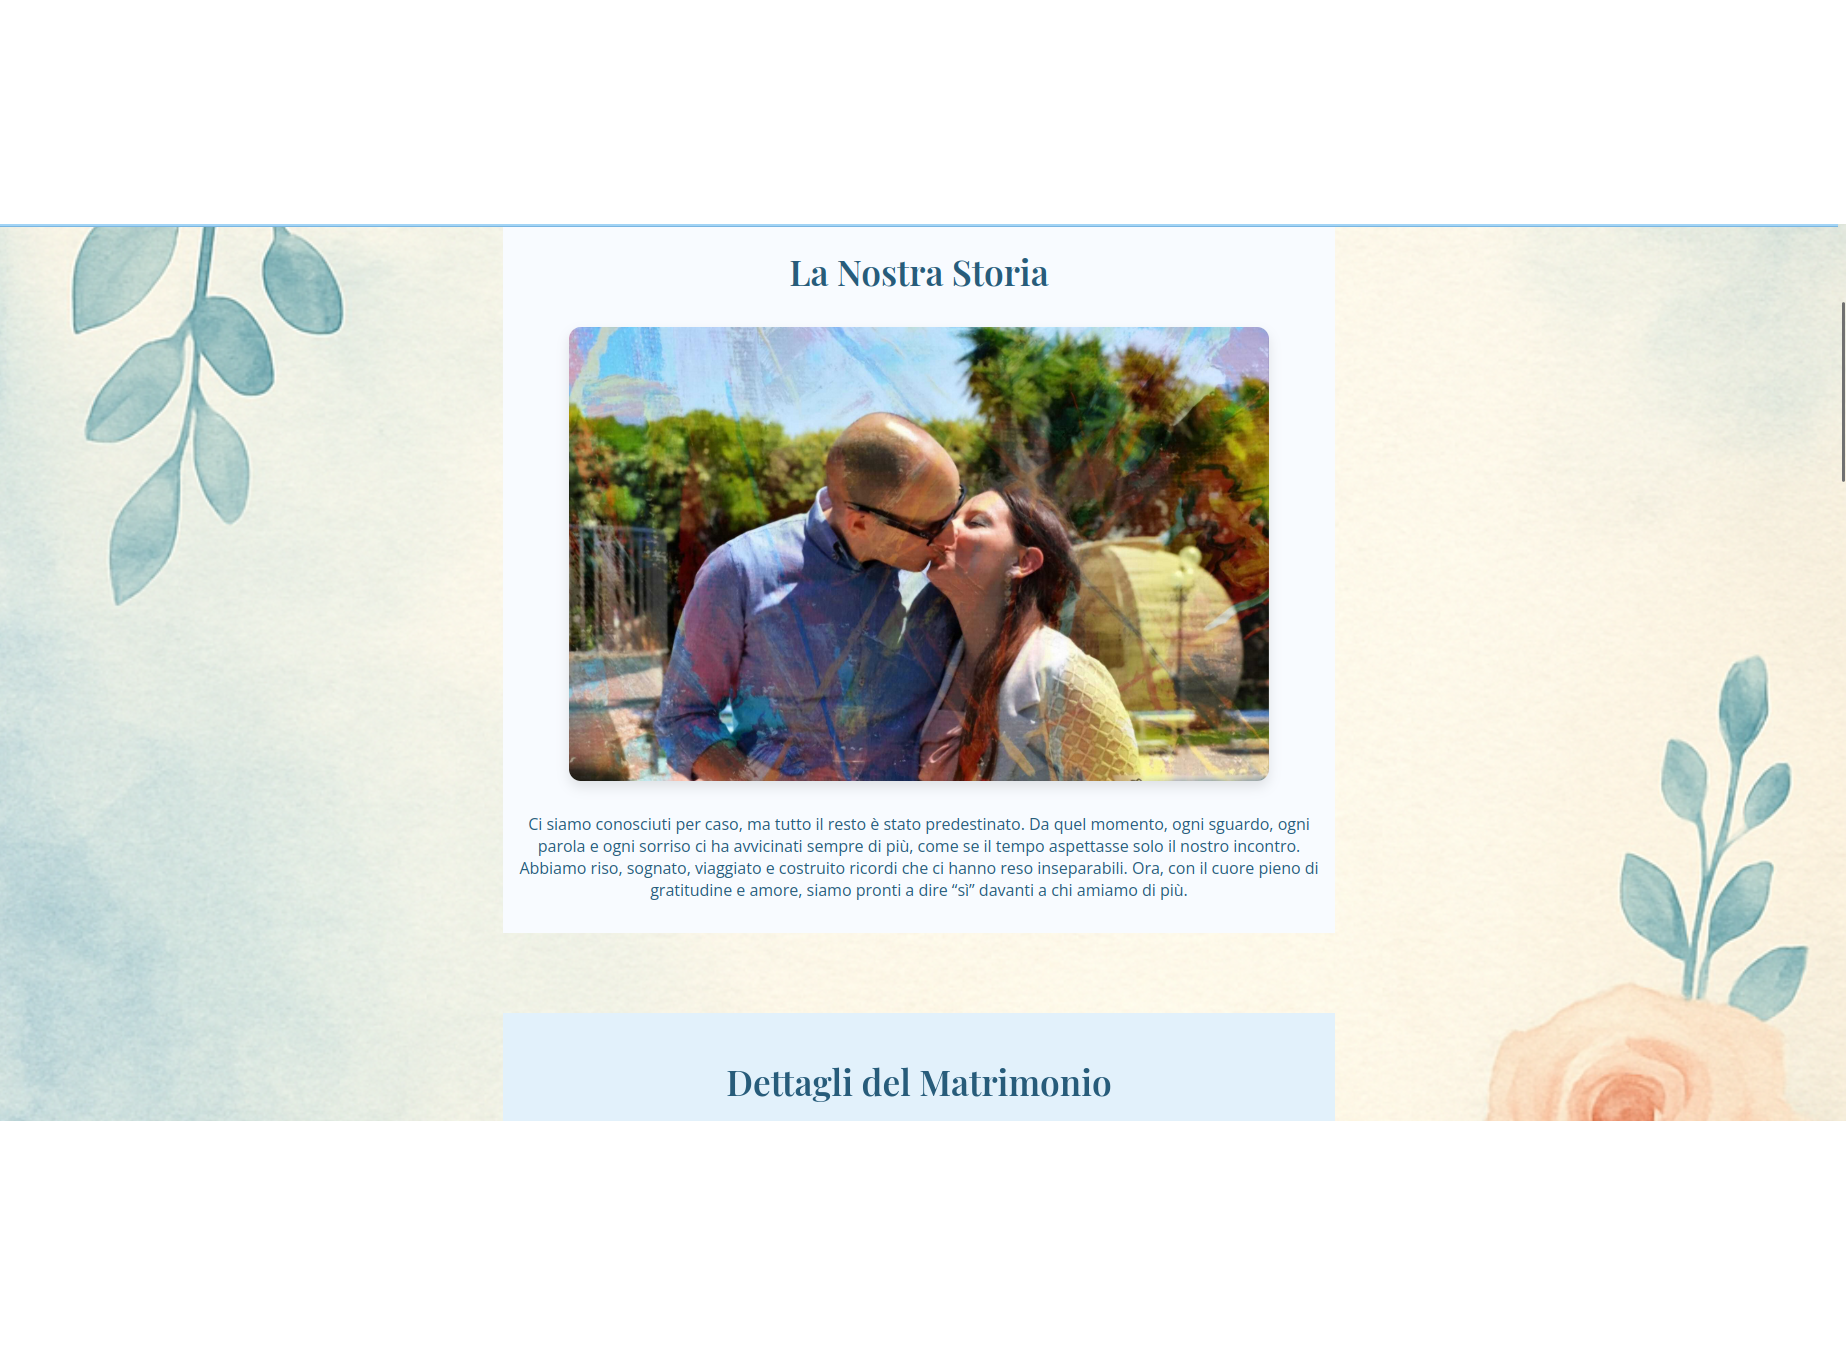 La Nostra Storia
Ci siamo conosciuti per caso, ma tutto il resto è stato predestinato. Da quel momento, ogni sguardo, ogni
parola e ogni sorriso ci ha avvicinati sempre di più, come se il tempo aspettasse solo il nostro incontro.
Abbiamo riso, sognato, viaggiato e costruito ricordi che ci hanno reso inseparabili. Ora, con il cuore pieno di
gratitudine e amore, siamo pronti a dire “sì” davanti a chi amiamo di più.
Dettagli del Matrimonio